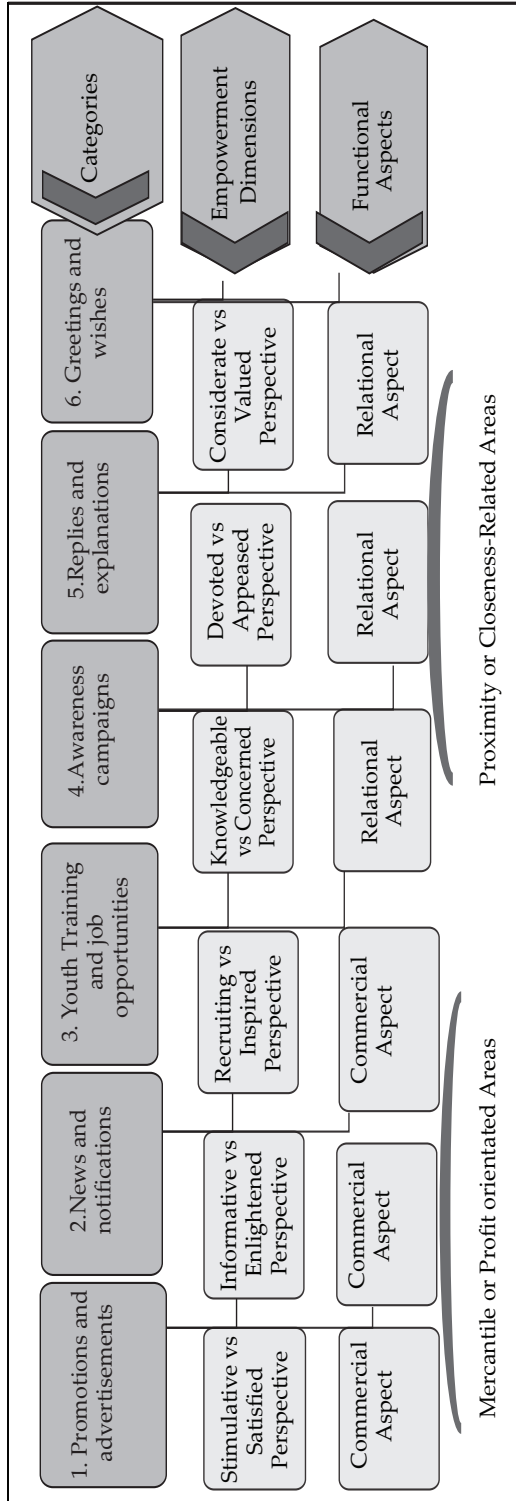 1. Promotions and
advertisements
2.News and
notifications
3. Youth Training
and job
opportunities
4.Awareness
campaigns
5.Replies and
explanations
6. Greetings and
wishes
Categories
Stimulative vs
Satisfied
Perspective
Informative vs
Enlightened
Perspective
Recruiting vs
Inspired
Perspective
Knowledgeable
vs Concerned
Perspective
Devoted vs
Appeased
Perspective
Considerate vs
Valued
Perspective
Empowerment
Dimensions
Commercial
Aspect
Commercial
Aspect
Commercial
Aspect
Relational
Aspect
Relational
Aspect
Relational
Aspect
Functional
Aspects
Mercantile or Profit orientated Areas
Proximity or Closeness-Related Areas